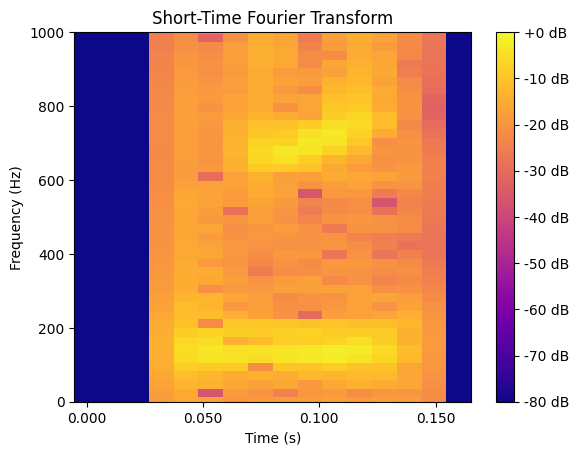 Short-Time Fourier Transform
Frequency (Hz)
1000
800
600
400
200
0
0.000
0.050
0.100
0.150
Time (s)
+0 dB
-10 dB
-20 dB
-30 dB
-40 dB
-50 dB
-60 dB
-70 dB
-80 dB